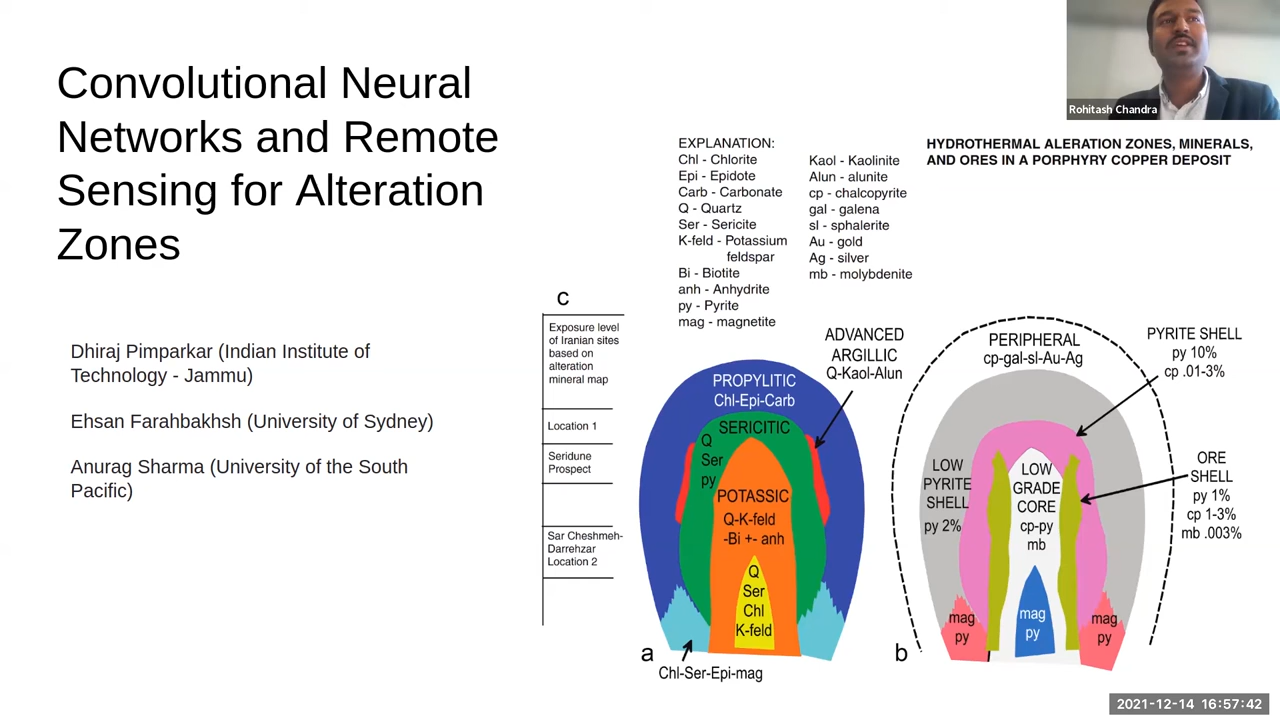 Convolutional Neural
Networks and Remote
Sensing for Alteration
Zones
Dhiraj Pimparkar (Indian Institute of
Technology - Jammu)
Ehsan Farahbakhsh (University of Sydney)
Anurag Sharma (University of the South
Pacific)
Rohitash Chandra
HYDROTHERMAL ALERATION ZONES, MINERALS,
AND ORES IN A PORPHYRY COPPER DEPOSIT
EXPLANATION:
Chl - Chlorite
Epi - Epidote
Carb - Carbonate
Q - Quartz
Ser - Sericite
K-feld - Potassium
feldspar
Bi - Biotite
anh - Anhydrite
py - Pyrite
mag - magnetite
Kaol - Kaolinite
Alun - alunite
cp - chalcopyrite
gal - galena
sl - sphalerite
Au - gold
Ag - silver
mb - molybdenite
c
Exposure level
of Iranian sites
based on
alteration
mineral map
Location 1
Seridune
Prospect
Sar Cheshmeh-
Darrehzar
Location 2
ADVANCED
ARGILLIC
Q-Kaol-Alun
PROPYLITIC
Chl-Epi-Carb
SERICITIC
Q
Ser
py
POTASSIC
Q-K-feld
-Bi +- anh
Q
Ser
Chl
K-feld
a
Chl-Ser-Epi-mag
PERIPHERAL
cp-gal-sl-Au-Ag
PYRITE SHELL
py 10%
cp .01-3%
LOW
PYRITE
SHELL
py 2%
LOW
GRADE
CORE
cp-py
mb
ORE
SHELL
py 1%
cp 1-3%
mb .003%
mag
py
mag
py
mag
py
b
2021-12-14 16:57:42